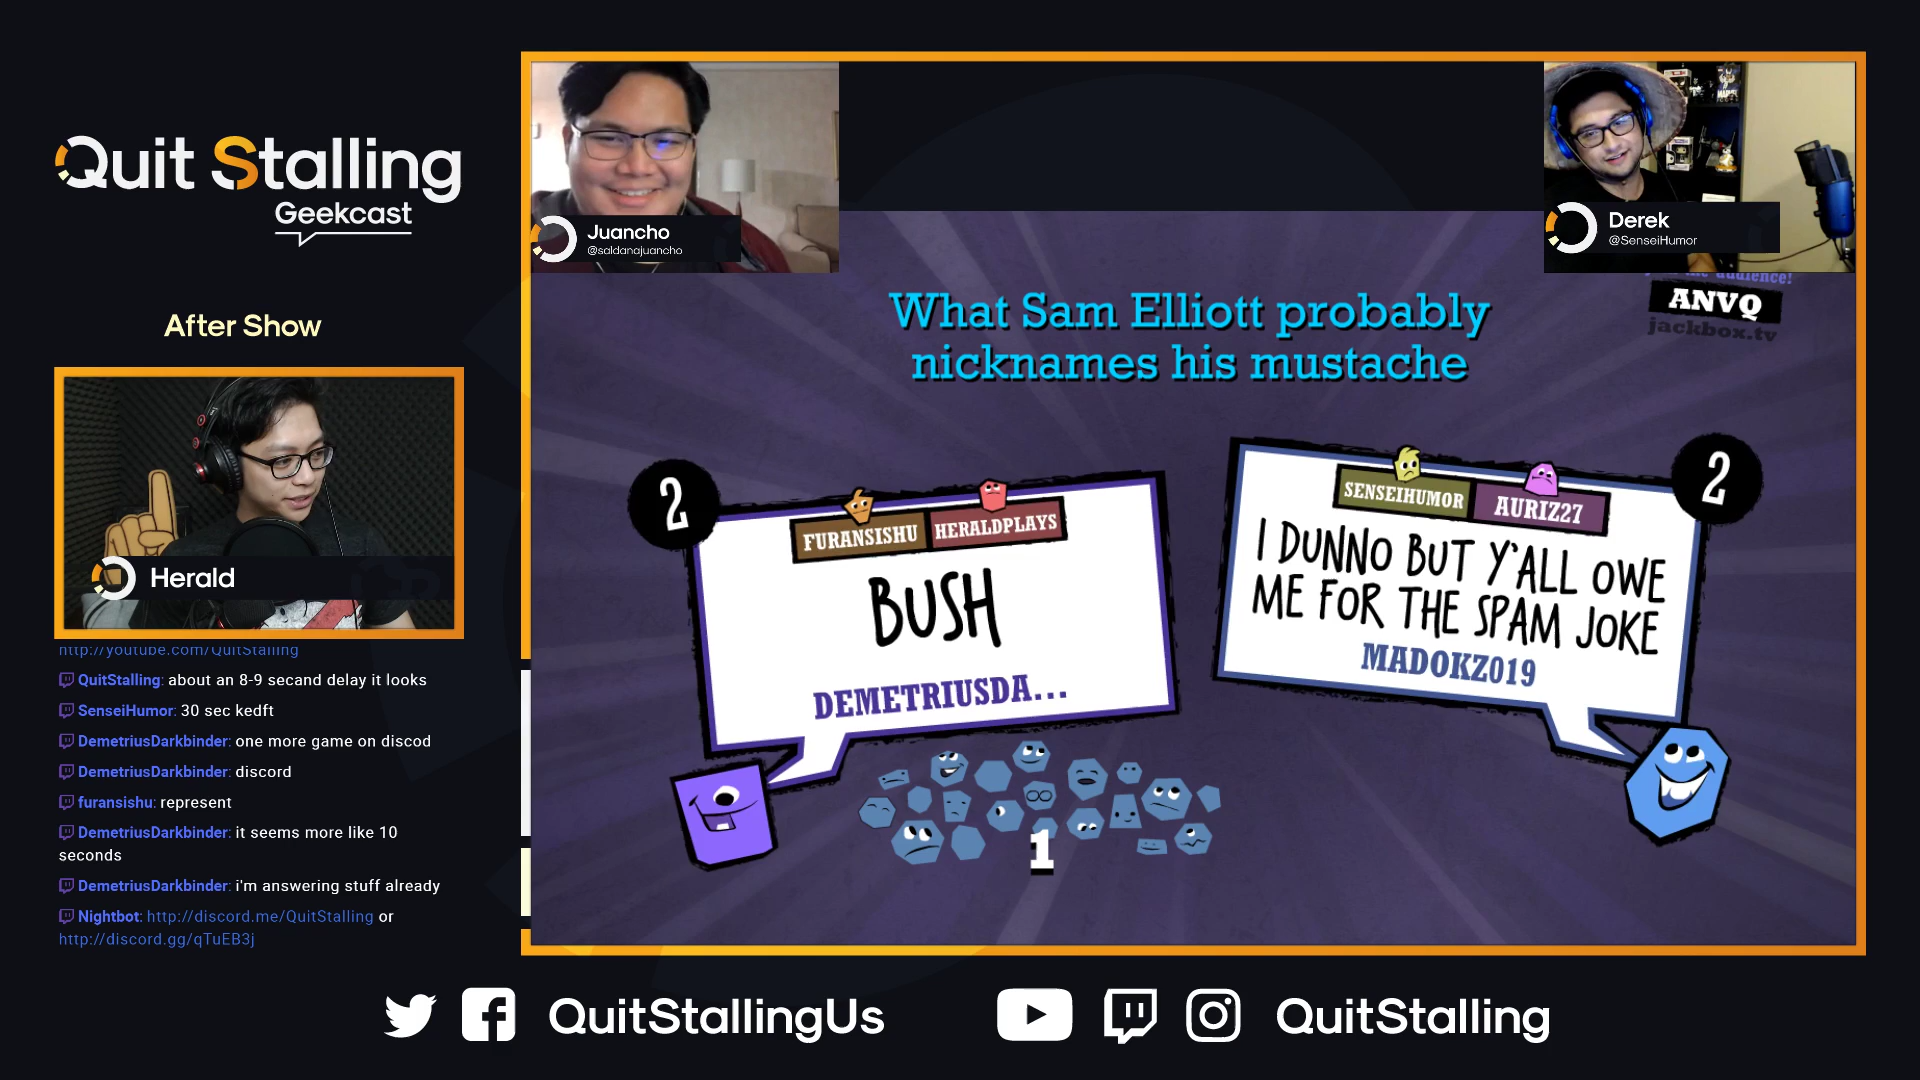 Quit Stalling
Geekcast
After Show
Herald
http://youtube.com/QuitStalling
QuitStalling: about an 8-9 secand delay it looks
SenseiHumor: 30 sec kedft
DemetriusDarkbinder: one more game on discod
DemetriusDarkbinder: discord
furansishu: represent
DemetriusDarkbinder: it seems more like 10
seconds
DemetriusDarkbinder: i'm answering stuff already
Nightbot: http://discord.me/QuitStalling or
http://discord.gg/qTuEB3j
Juancho
@saldanajuancho
Derek
@SenseiHumor
audience!
ANVQ
jackbox.tv
What Sam Elliott probably
nicknames his mustache
2
FURANSISHU
HERALDPLAYS
BUSH
DEMETRIUSDA...
2
SENSEIHUMOR
AURIZ27
I DUNNO BUT Y'ALL OWE
ME FOR THE SPAM JOKE
MADOKZ019
1
QuitStallingUs
QuitStalling